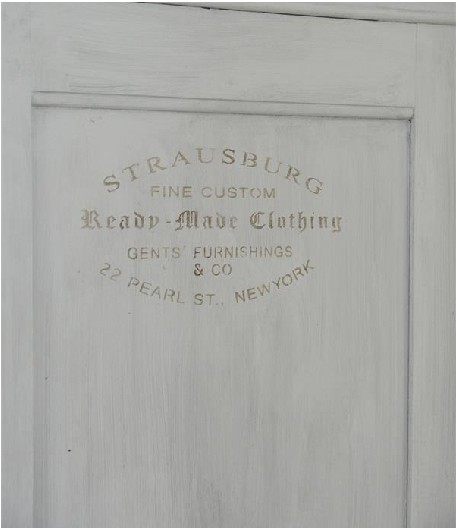 STRAUSBURG
FINE CUSTOM
Ready-Made Clothing
GENTS' FURNISHINGS
& CO
22 PEARL ST., NEWYORK